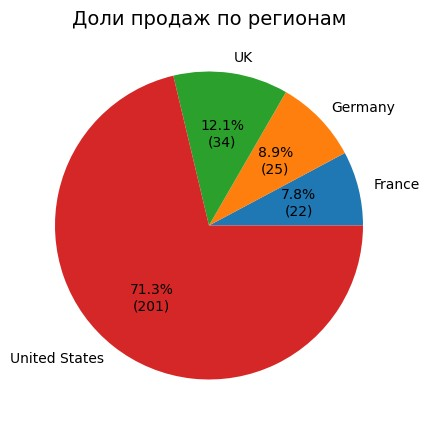 Доли продаж по регионам
UK
Germany
France
United States
12.1%
(34)
8.9%
(25)
7.8%
(22)
71.3%
(201)